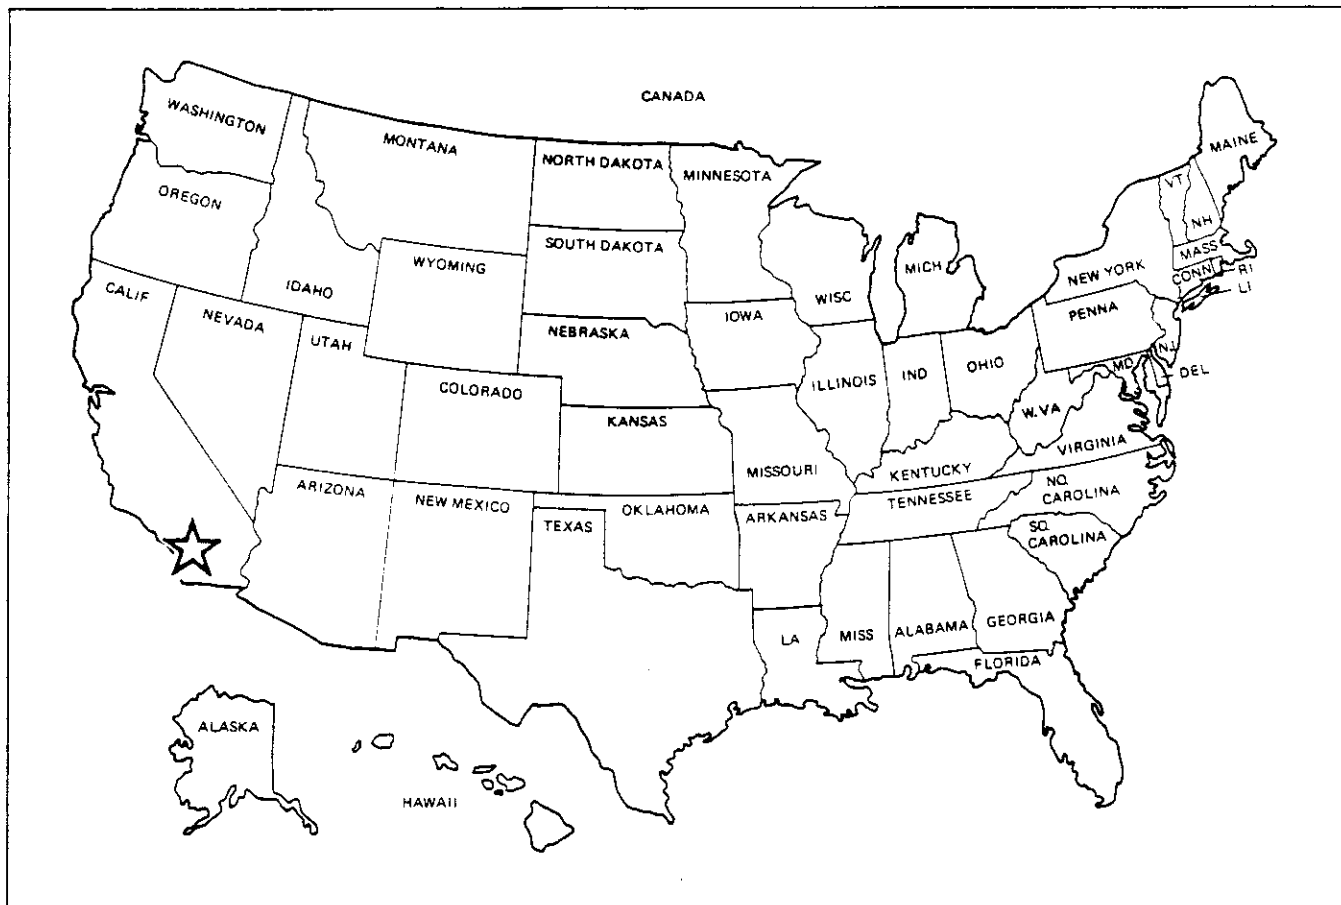 CANADA
WASHINGTON
MONTANA
NORTH DAKOTA
MINNESOTA
MAINE
VT
NH
OREGON
SOUTH DAKOTA
WYOMING
IDAHO
MICH
WISC
NEW YORK
MASS
CONN
RI
LI
CALIF
NEVADA
UTAH
NEBRASKA
IOWA
PENNA
NJ
COLORADO
ILLINOIS
IND
OHIO
MD
DEL
KANSAS
W.VA
VIRGINIA
MISSOURI
KENTUCKY
ARIZONA
NEW MEXICO
TEXAS
OKLAHOMA
ARKANSAS
TENNESSEE
NO.
CAROLINA
SO.
CAROLINA
LA
MISS
ALABAMA
GEORGIA
FLORIDA
ALASKA
HAWAII